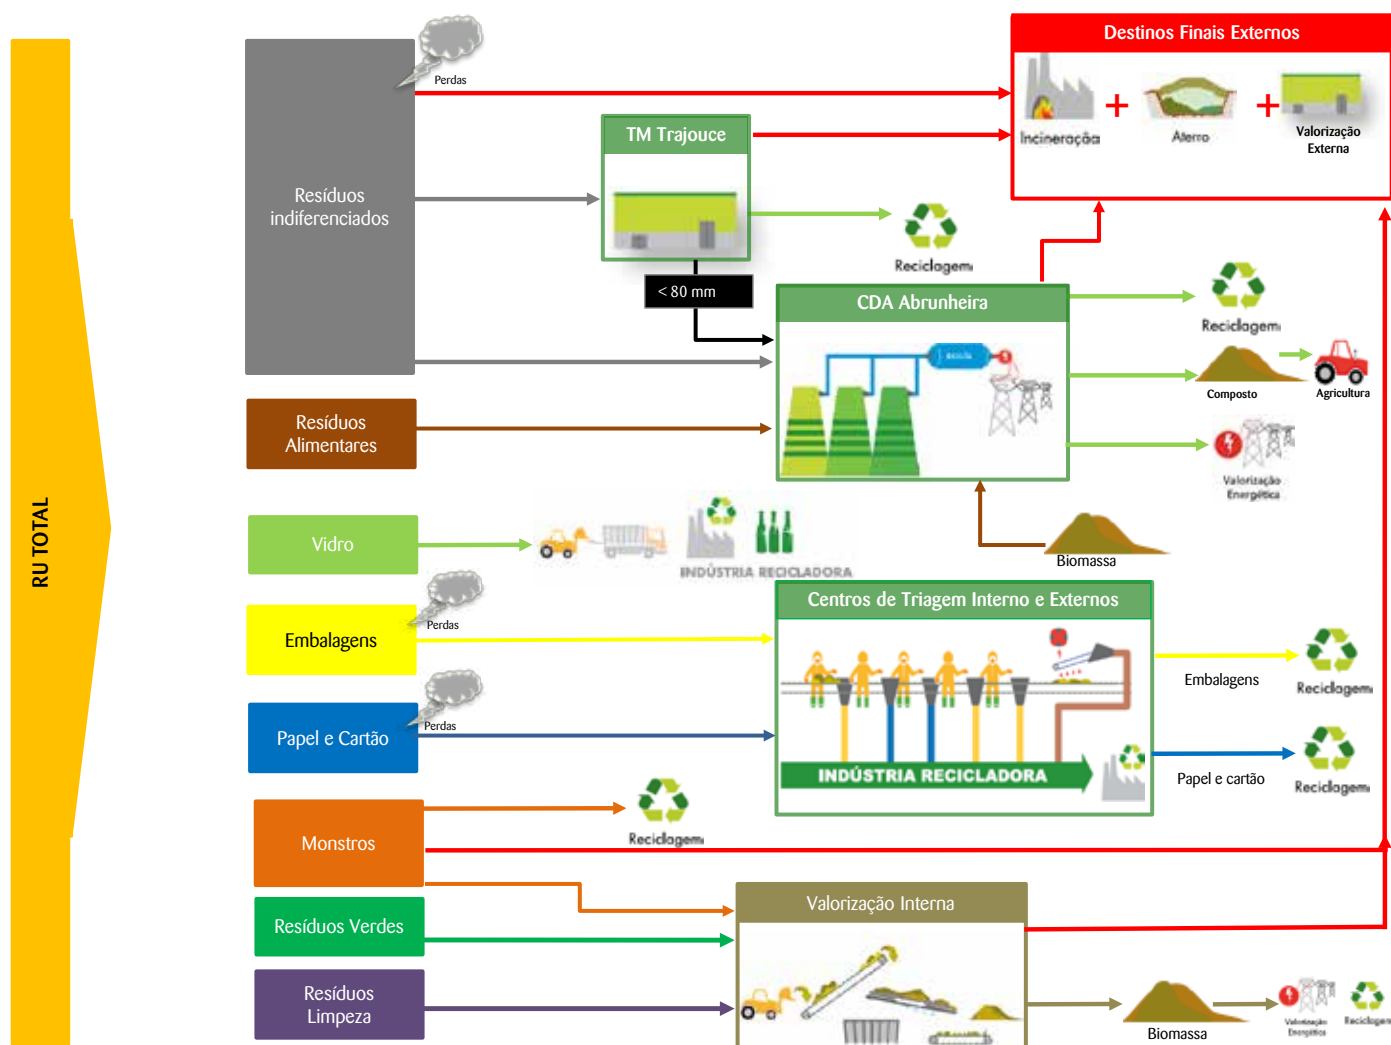 RU TOTAL
Destinos Finais Externos
Perdas
Incineração
Aterro
Valorização
Externa
TM Trajouce
Resíduos
indiferenciados
Reciclagem
< 80 mm
CDA Abrunheira
Reciclagem
Composto
Agricultura
Resíduos
Alimentares
Valorização
Energética
Vidro
INDÚSTRIA RECICLADORA
Biomassa
Embalagens
Perdas
Centros de Triagem Interno e Externos
Embalagens
Reciclagem
Papel e Cartão
Perdas
INDÚSTRIA RECICLADORA
Papel e cartão
Reciclagem
Monstros
Reciclagem
Resíduos Verdes
Valorização Interna
Resíduos
Limpeza
Biomassa
Valorização
Energética
Reciclagem